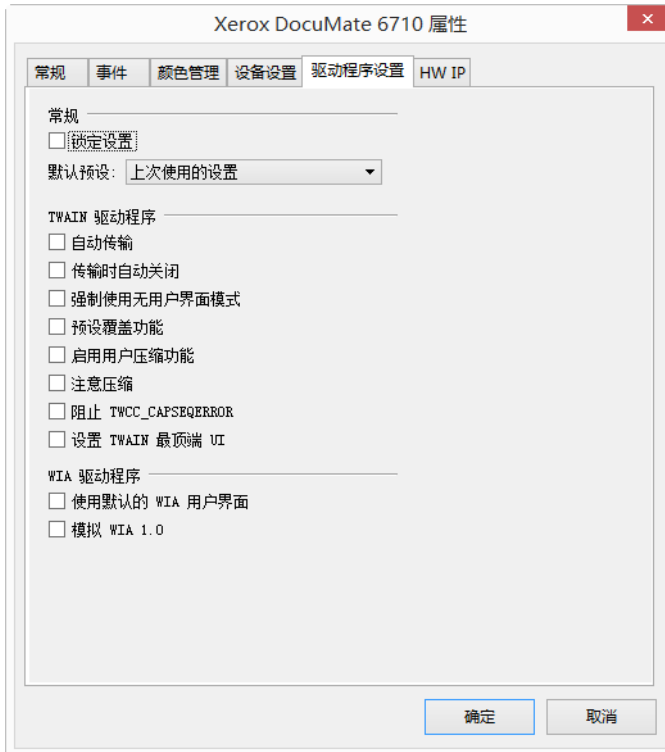 Xerox DocuMate 6710 属性
常规 事件 颜色管理 设备设置 驱动程序设置 HW IP
常规
锁定设置
默认预设: 上次使用的设置
TWAIN 驱动程序
自动传输
传输时自动关闭
强制使用无用户界面模式
预设覆盖功能
启用用户压缩功能
注意压缩
阻止 TWCC_CAPSEQERROR
设置 TWAIN 最顶端 UI
WIA 驱动程序
使用默认的 WIA 用户界面
模拟 WIA 1.0
确定 取消